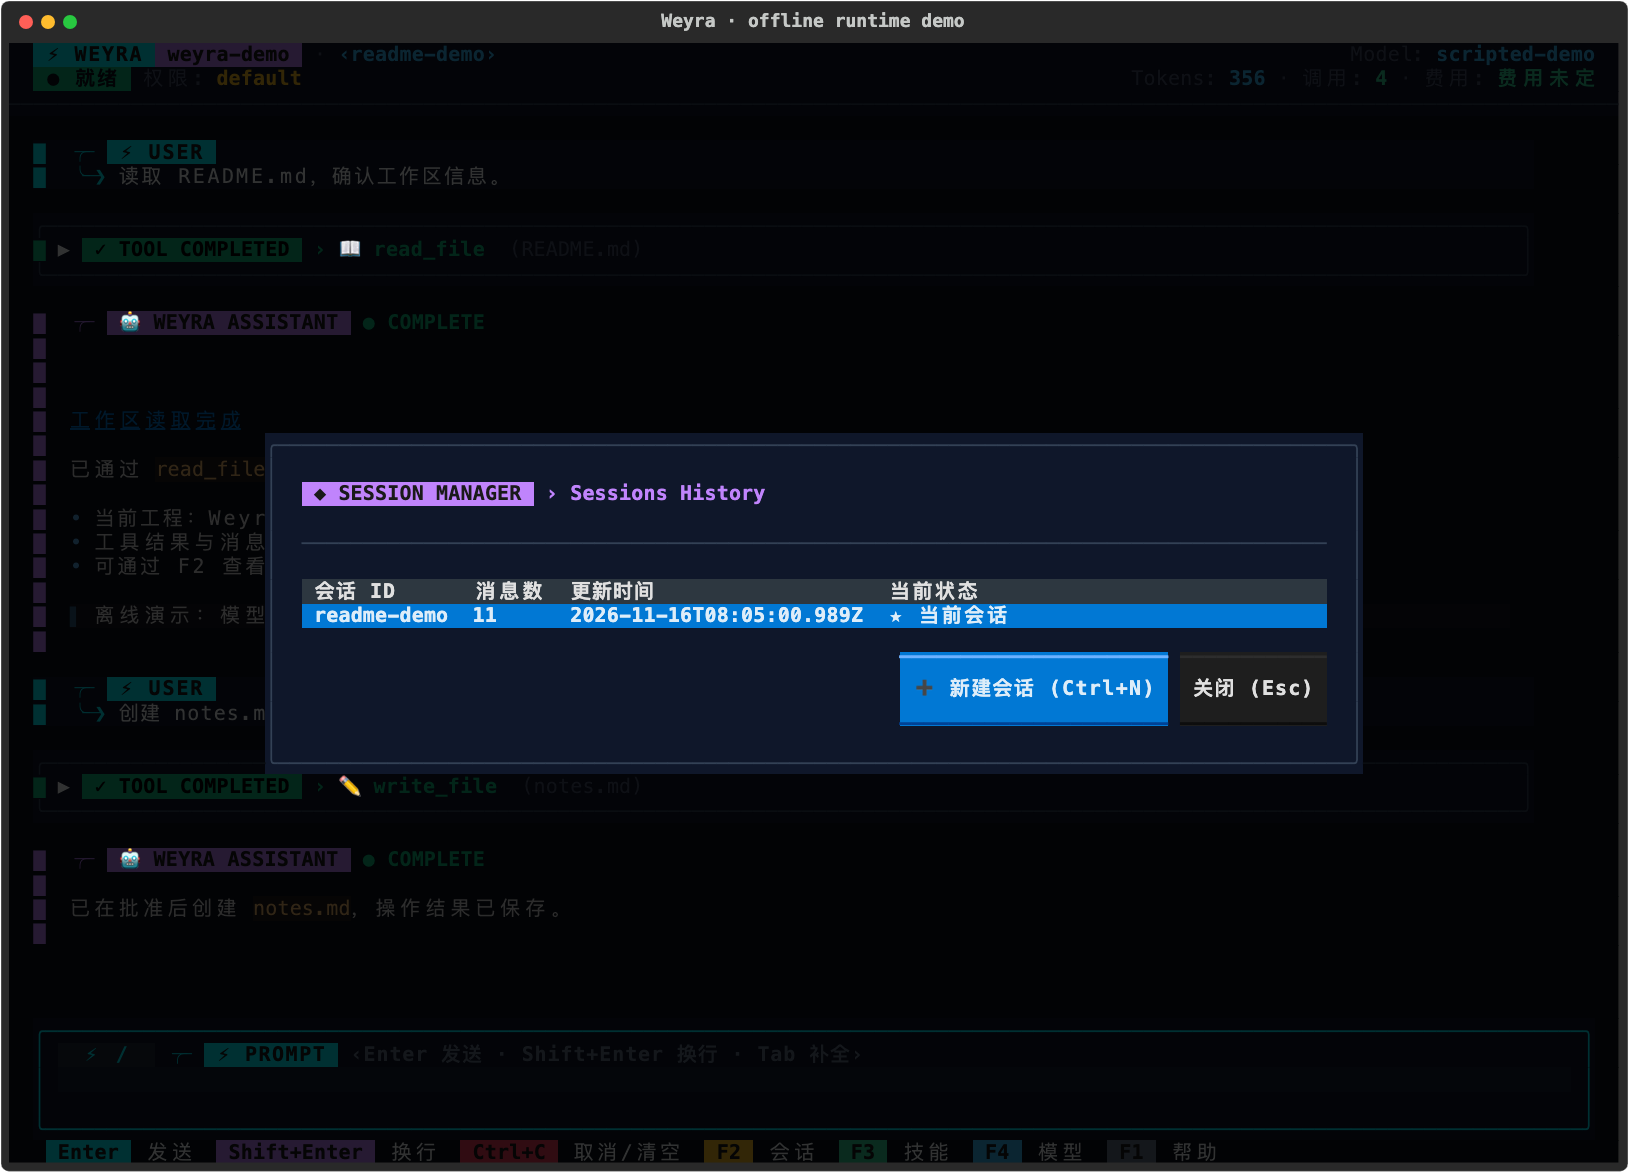 Weyra · offline runtime demo
⚡ WEYRA weyra-demo · ‹readme-demo› Model: scripted-demo
● 就绪 权限: default Tokens: 356 · 调用: 4 · 费用: 费用未定
⚡ USER
读取 README.md, 确认工作区信息。
▶ ✓ TOOL COMPLETED › 📖 read_file (README.md)
🤖 WEYRA ASSISTANT ● COMPLETE
工作区读取完成
已通过 read_file
• 当前工程: Weyr
• 工具结果与消息
• 可通过 F2 查看
离线演示: 模型
◆ SESSION MANAGER › Sessions History
会话 ID 消息数 更新时间 当前状态
readme-demo 11 2026-11-16T08:05:00.989Z ★ 当前会话
➕ 新建会话 (Ctrl+N) 关闭 (Esc)
⚡ USER
创建 notes.m
▶ ✓ TOOL COMPLETED › ✏️ write_file (notes.md)
🤖 WEYRA ASSISTANT ● COMPLETE
已在批准后创建 notes.md, 操作结果已保存。
⚡ / ⚡ PROMPT ‹Enter 发送 · Shift+Enter 换行 · Tab 补全›
Enter 发送 Shift+Enter 换行 Ctrl+C 取消/清空 F2 会话 F3 技能 F4 模型 F1 帮助